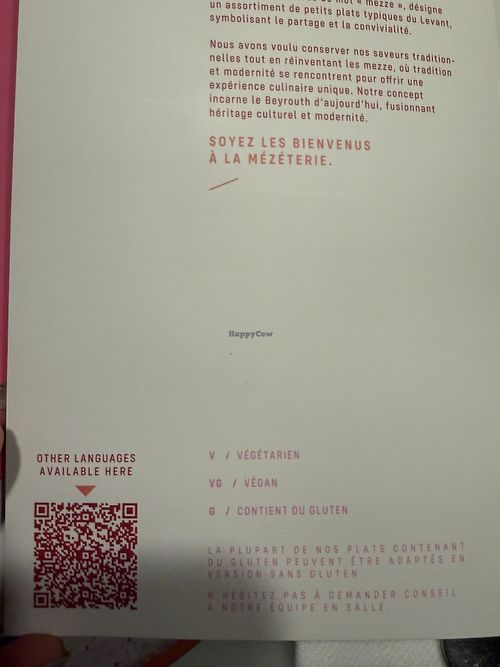 « mezze », désigne
un assortiment de petits plats typiques du Levant,
symbolisant le partage et la convivialité.
Nous avons voulu conserver nos saveurs tradition-
nelles tout en réinventant les mezze, où tradition
et modernité se rencontrent pour offrir une
expérience culinaire unique. Notre concept
incarne le Beyrouth d'aujourd'hui, fusionnant
héritage culturel et modernité.
SOYEZ LES BIENVENUS
À LA MÉZÉTERIE.
HappyCow
OTHER LANGUAGES
AVAILABLE HERE
V / VÉGÉTARIEN
VG / VÉGAN
G / CONTIENT DU GLUTEN
LA PLUPART DE NOS PLATS CONTENANT
DU GLUTEN PEUVENT ÊTRE ADAPTÉS EN
VERSION SANS GLUTEN.
N'HÉSITEZ PAS À DEMANDER CONSEIL
À NOTRE ÉQUIPE EN SALLE.